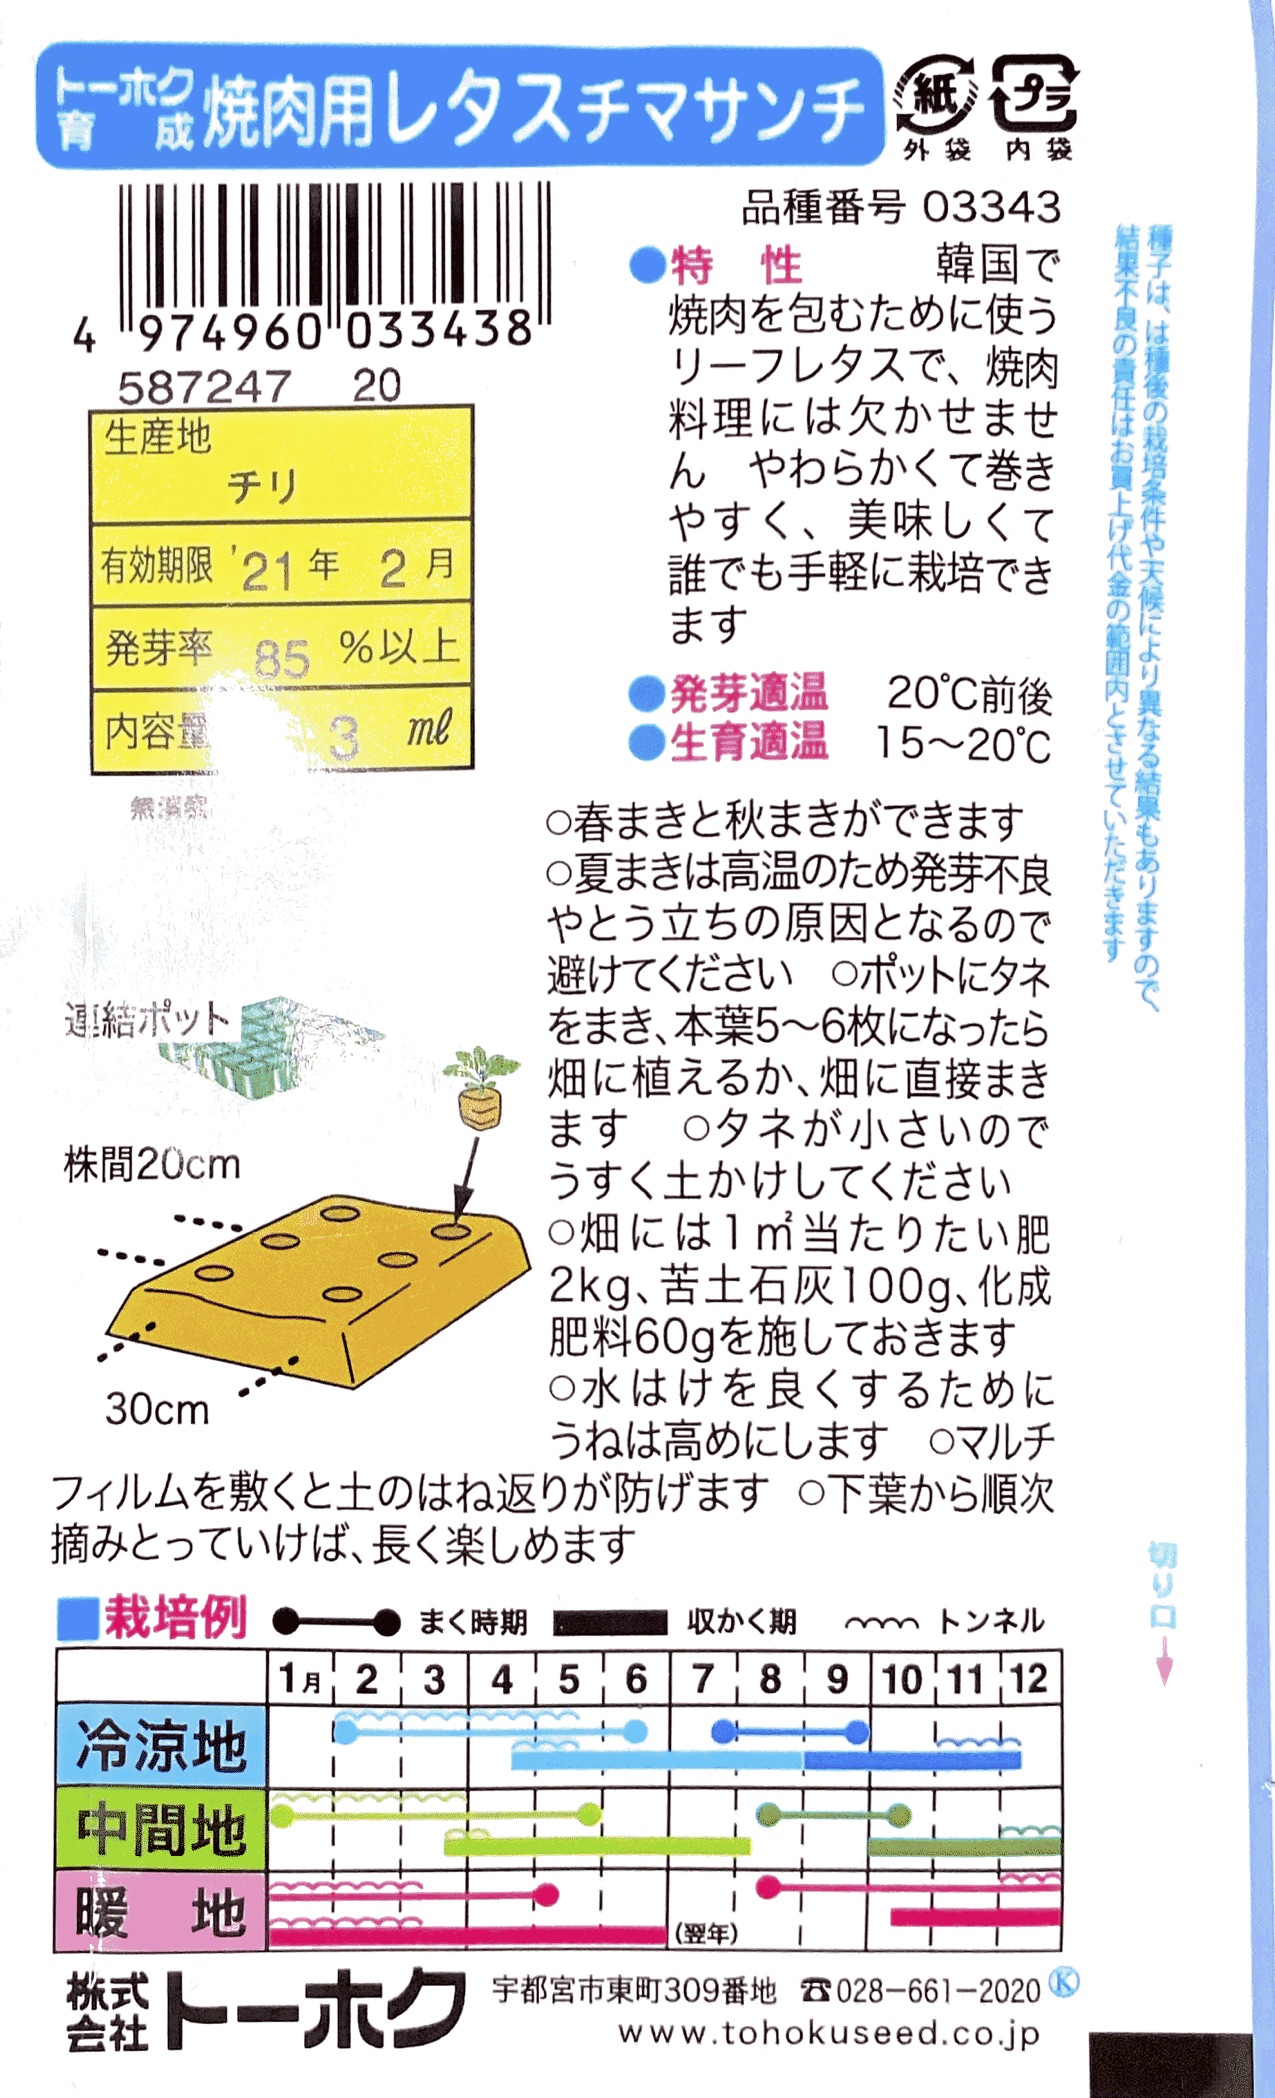 トーホク
育成
焼肉用レタスチマサンチ
紙
外袋
プラ
内袋
4 974960 033438
587247 20
品種番号 03343
●特 性 韓国で
焼肉を包むために使う
リーフレタスで、焼肉
料理には欠かせませ
ん やわらかくて巻き
やすく、美味しくて
誰でも手軽に栽培でき
ます
●発芽適温 20℃前後
●生育適温 15〜20℃
生産地
チリ
有効期限 '21年 2月
発芽率 85 %以上
内容量 3 ㎖
種子は、は種後の栽培条件や天候により異なる結果もありますので、
結果不良の責任はお買上げ代金の範囲内とさせていただきます
○春まきと秋まきができます
○夏まきは高温のため発芽不良
やとう立ちの原因となるので
避けてください ○ポットにタネ
をまき、本葉5〜6枚になったら
畑に植えるか、畑に直接まき
ます ○タネが小さいので
うすく土かけしてください
○畑には1㎡当たりたい肥
2kg、苦土石灰100g、化成
肥料60gを施しておきます
○水はけを良くするために
うねは高めにします ○マルチ
フィルムを敷くと土のはね返りが防げます ○下葉から順次
摘みとっていけば、長く楽しめます
連結ポット
株間20cm
30cm
切り口
■栽培例 まく時期 収かく期 トンネル
1月 2 3 4 5 6 7 8 9 10 11 12
冷涼地
中間地
暖 地
(翌年)
株式会社トーホク
宇都宮市東町309番地 ☎028−661−2020 Ⓚ
www.tohokuseed.co.jp